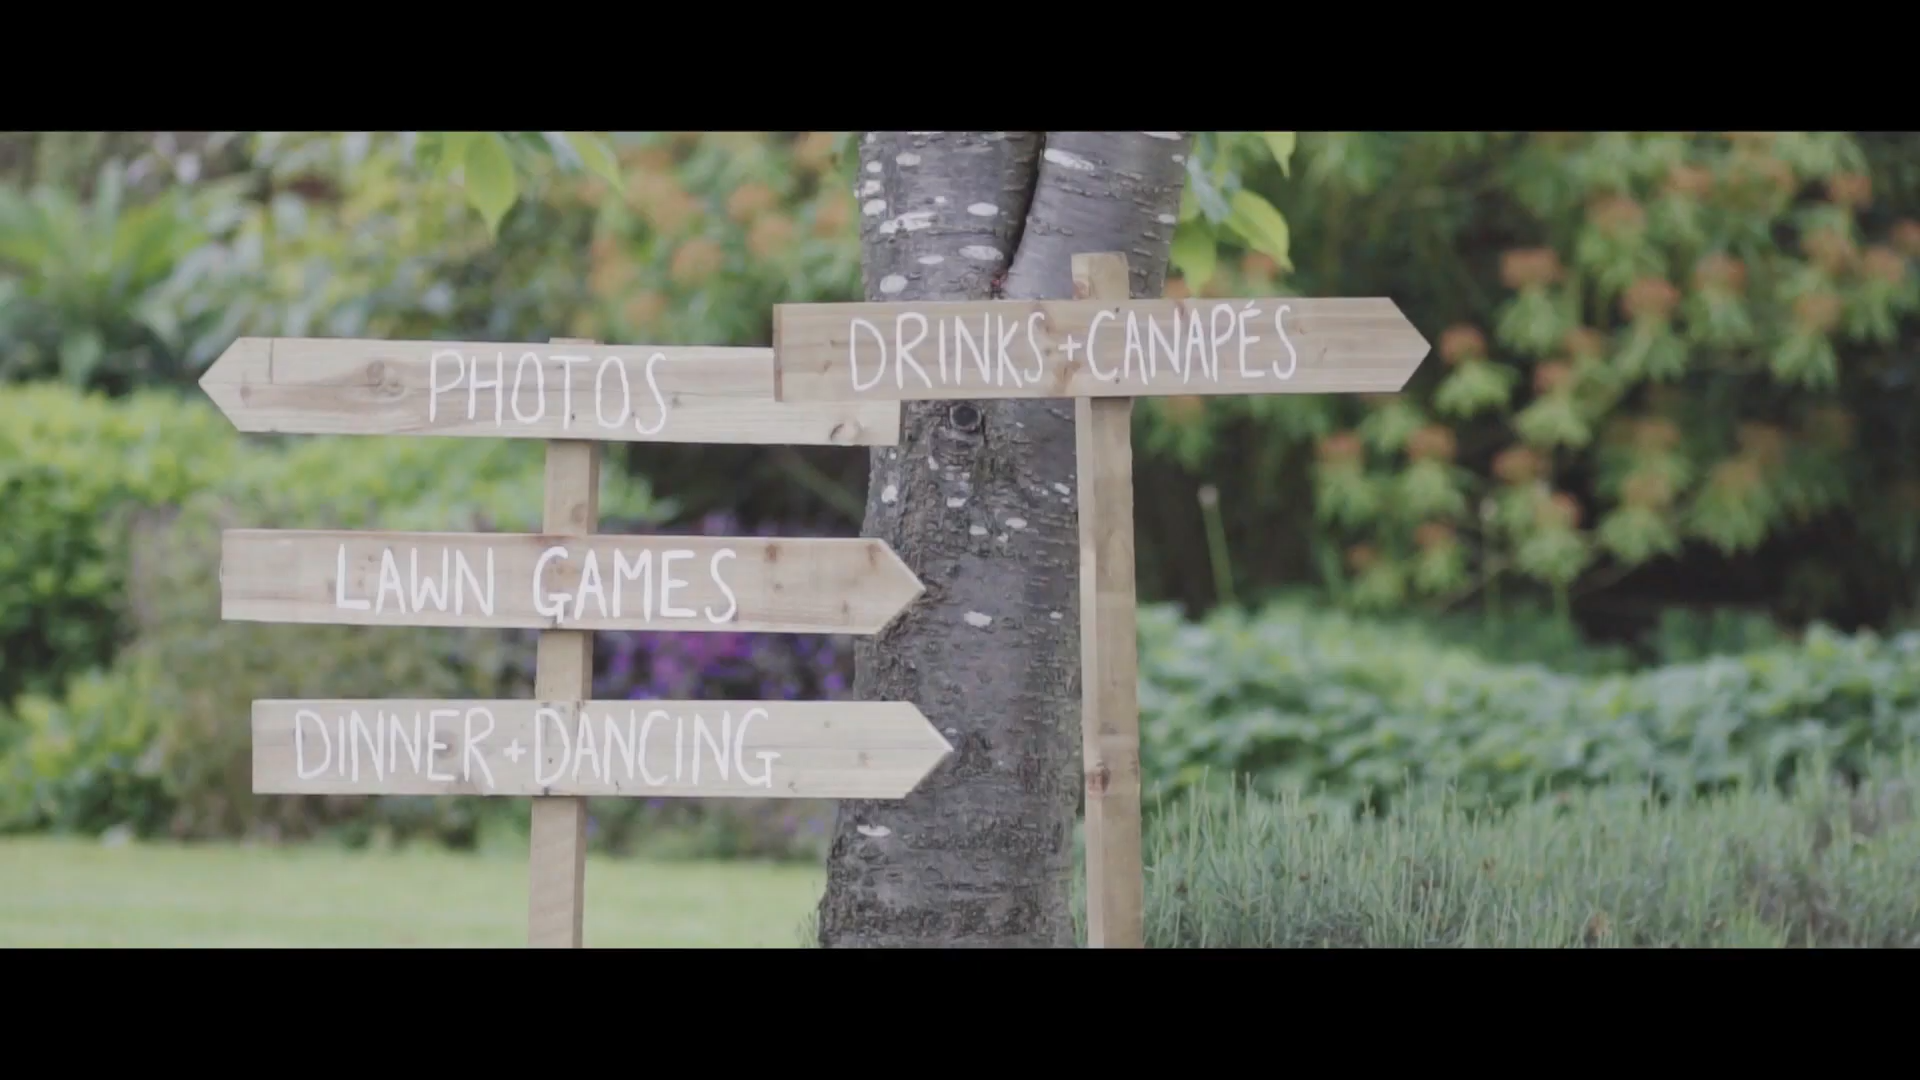 PHOTOS
DRINKS + CANAPÉS
LAWN GAMES
DINNER + DANCING